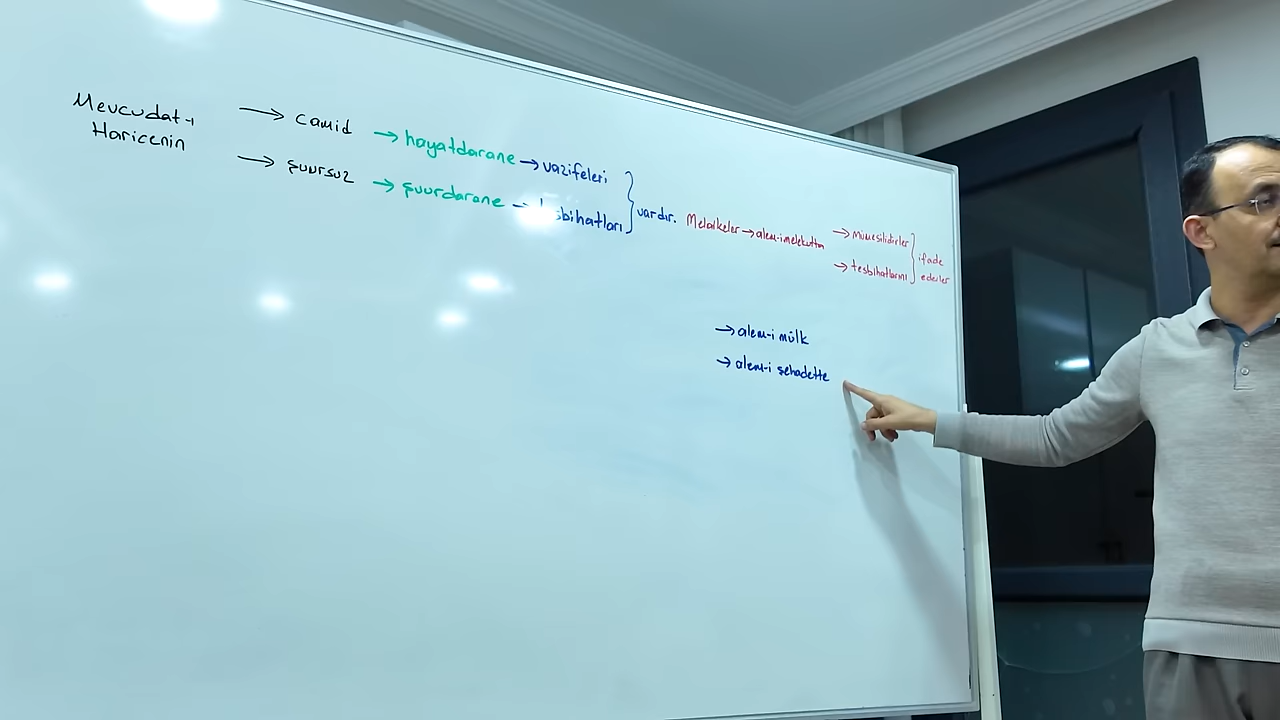 Mevcudat-ı → camid → hayatdarane → vazifeleri
Haricenin → şuursuz → şuurdarane → tesbihatları } vardır.
Melaikeler → alem-i melekutta → mümesilidirler
→ tesbihatlarını } ifade ederler
→ alem-i mülk
→ alem-i şehadette